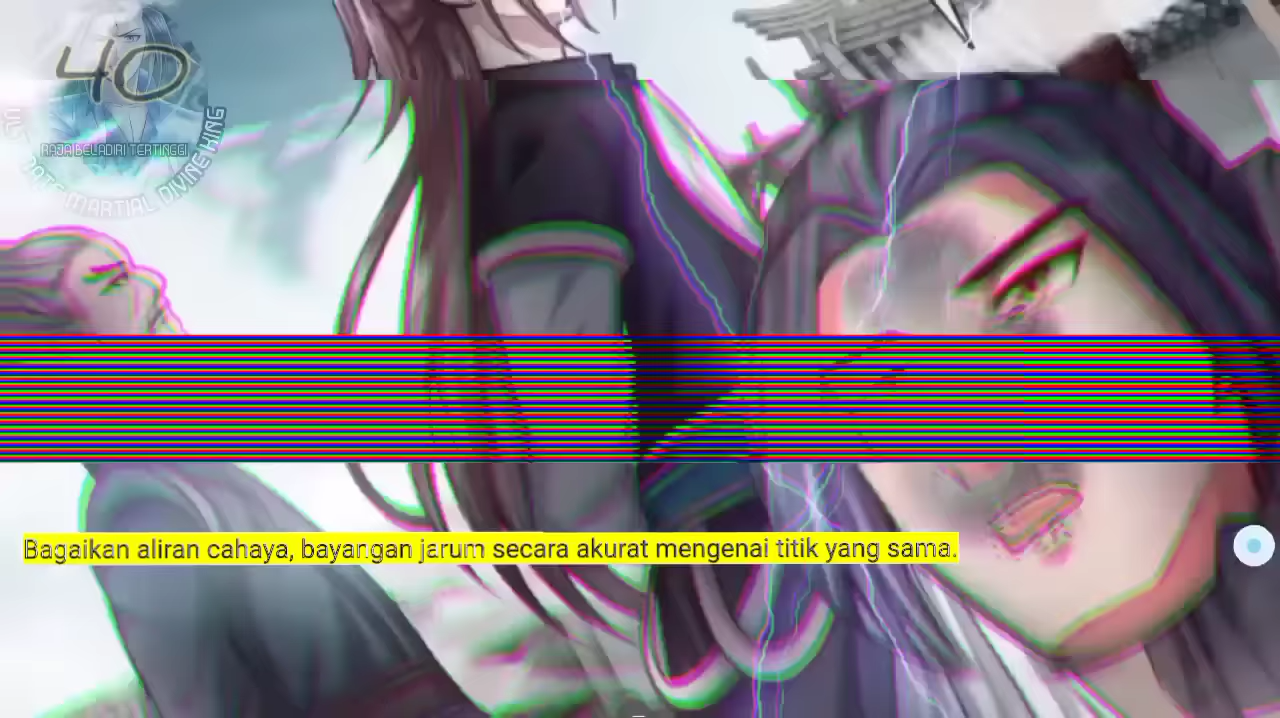 40
RAJA BELADIRI TERTINGGI
MARTIAL DIVINE KING
Bagaikan aliran cahaya, bayangan jarum secara akurat mengenai titik yang sama.